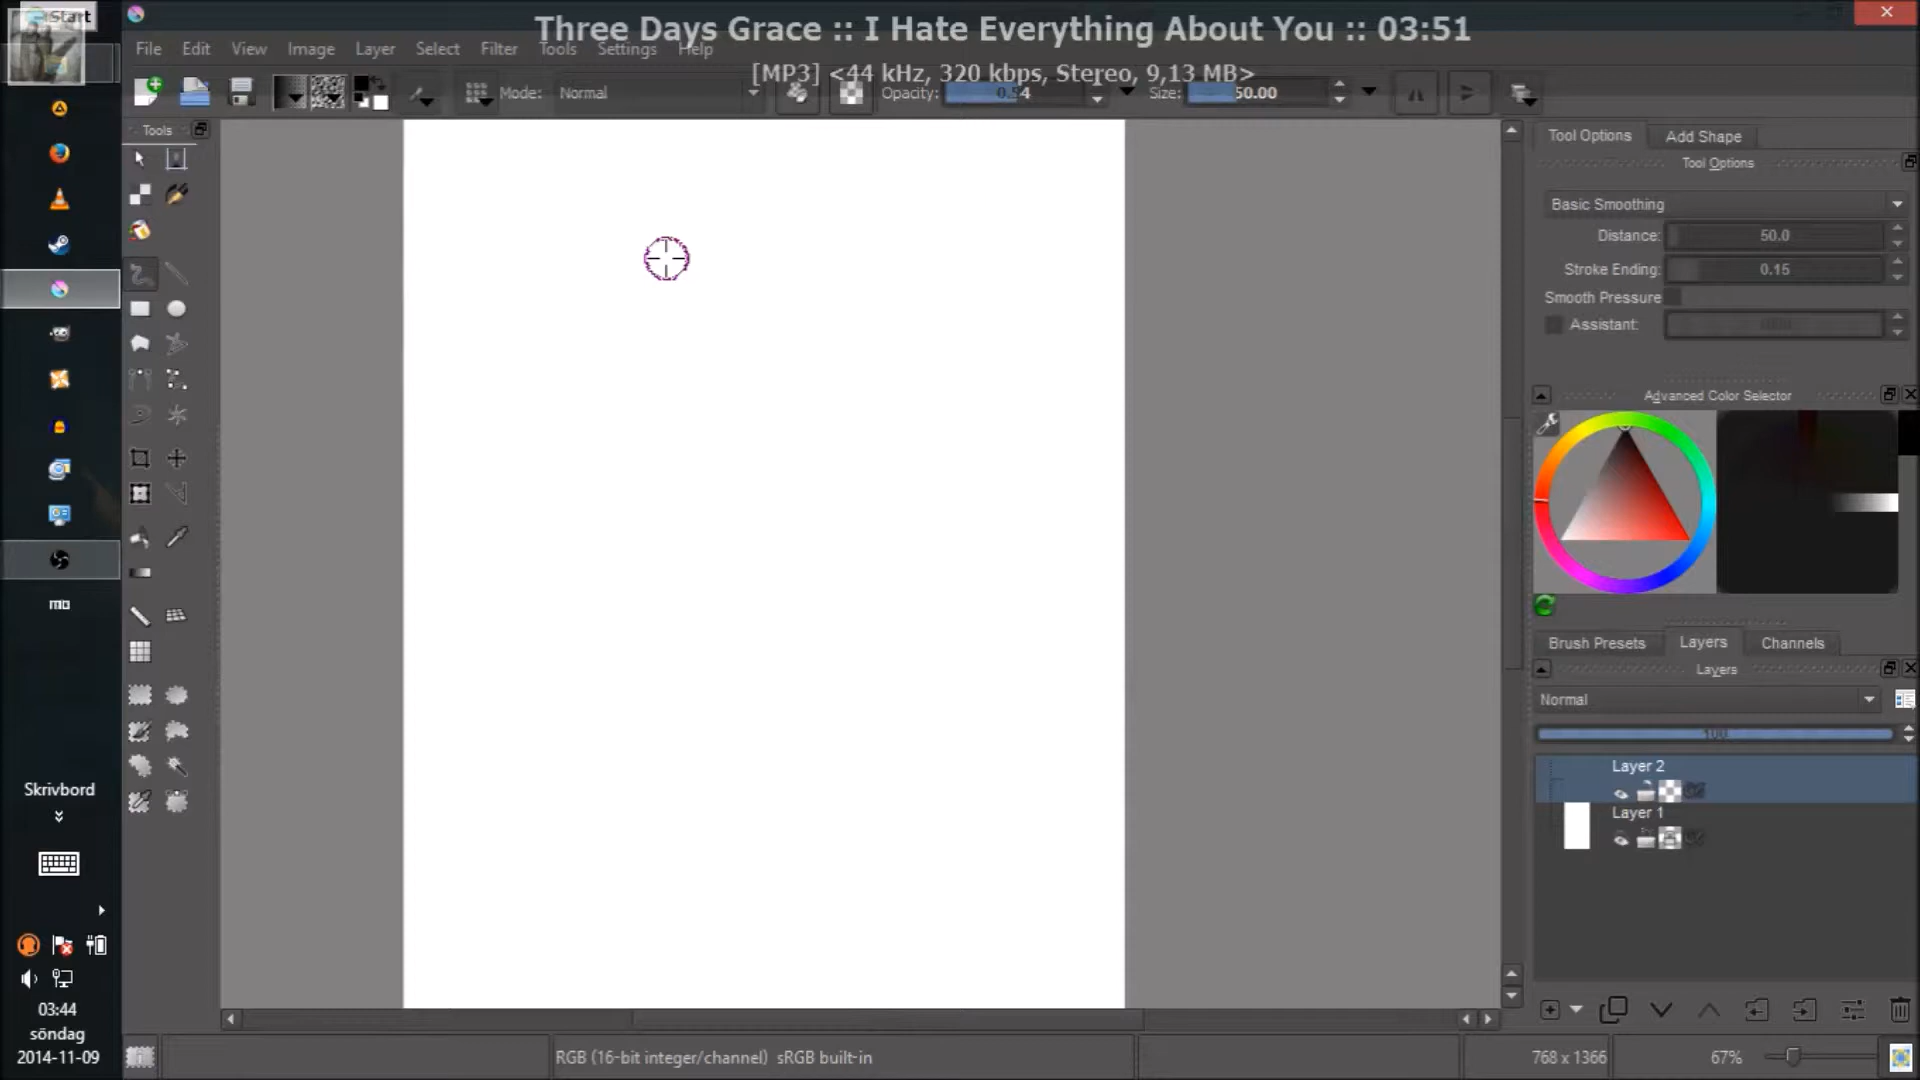 Start
Three Days Grace :: I Hate Everything About You :: 03:51
File Edit View Image Layer Select Filter Tools Settings Help
[MP3] <44 kHz, 320 kbps, Stereo, 9,13 MB>
Mode: Normal Opacity: 0.54 Size: 50.00
Tools
Tool Options Add Shape
Tool Options
Basic Smoothing
Distance: 50.0
Stroke Ending: 0.15
Smooth Pressure
Assistant:
Advanced Color Selector
Brush Presets Layers Channels
Layers
Normal
100
Layer 2
Layer 1
Skrivbord
03:44
söndag
2014-11-09
RGB (16-bit integer/channel) sRGB built-in
768 x 1366
67%